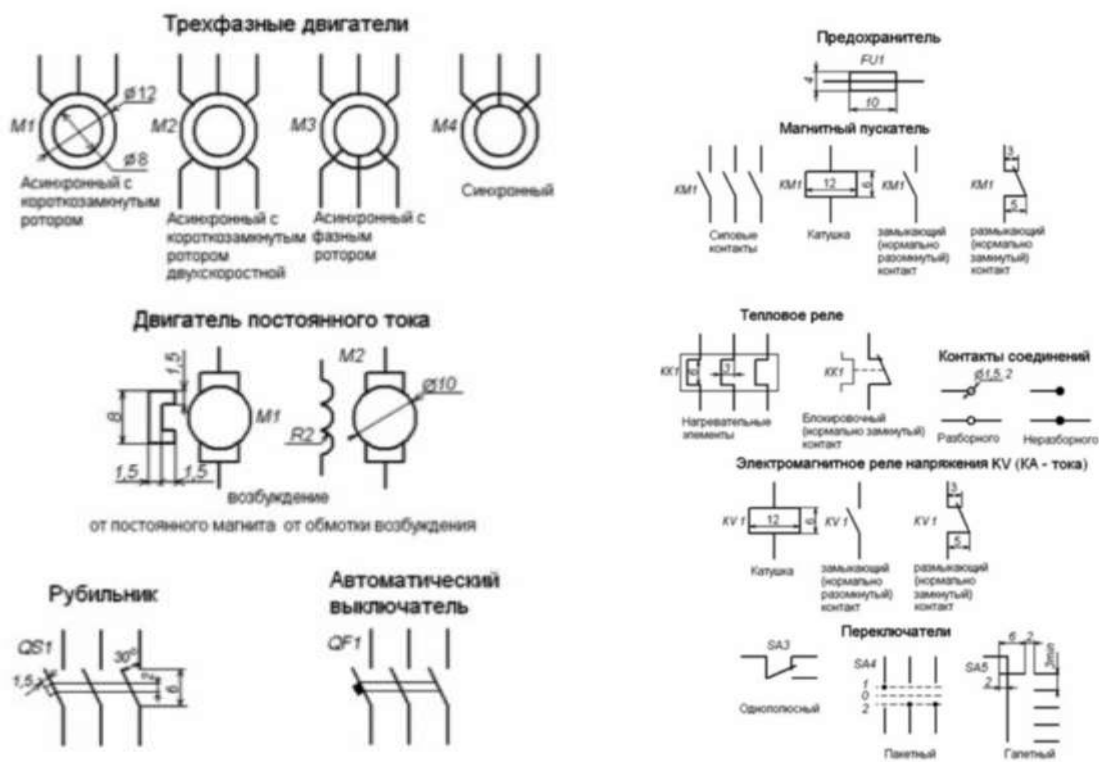 Трехфазные двигатели
M1
ø12
ø8
M2
M3
M4
Асинхронный с
короткозамкнутым
ротором
Асинхронный с
короткозамкнутым
ротором
двухскоростной
Асинхронный с
фазным
ротором
Синхронный
Двигатель постоянного тока
1,5
8
1,5
1,5
M1
M2
R2
ø10
возбуждение
от постоянного магнита
от обмотки возбуждения
Рубильник
QS1
30°
1,5
2
6
Автоматический
выключатель
QF1
Предохранитель
FU1
4
10
Магнитный пускатель
KM1
KM1
12
6
KM1
KM1
3
5
Силовые
контакты
Катушка
замыкающий
(нормально
разомкнутый)
контакт
размыкающий
(нормально
замкнутый)
контакт
Тепловое реле
KK1
6
3
KK1
Нагревательные
элементы
Блокировочный
(нормально замкнутый)
контакт
Контакты соединений
ø1,5...2
Разборного
Неразборного
Электромагнитное реле напряжения KV (КА - тока)
KV 1
12
6
KV 1
KV 1
3
5
Катушка
замыкающий
(нормально
разомкнутый)
контакт
размыкающий
(нормально
замкнутый)
контакт
Переключатели
SA3
Однополюсный
SA4
1
0
2
Пакетный
SA5
6
2
2
3min
Галетный